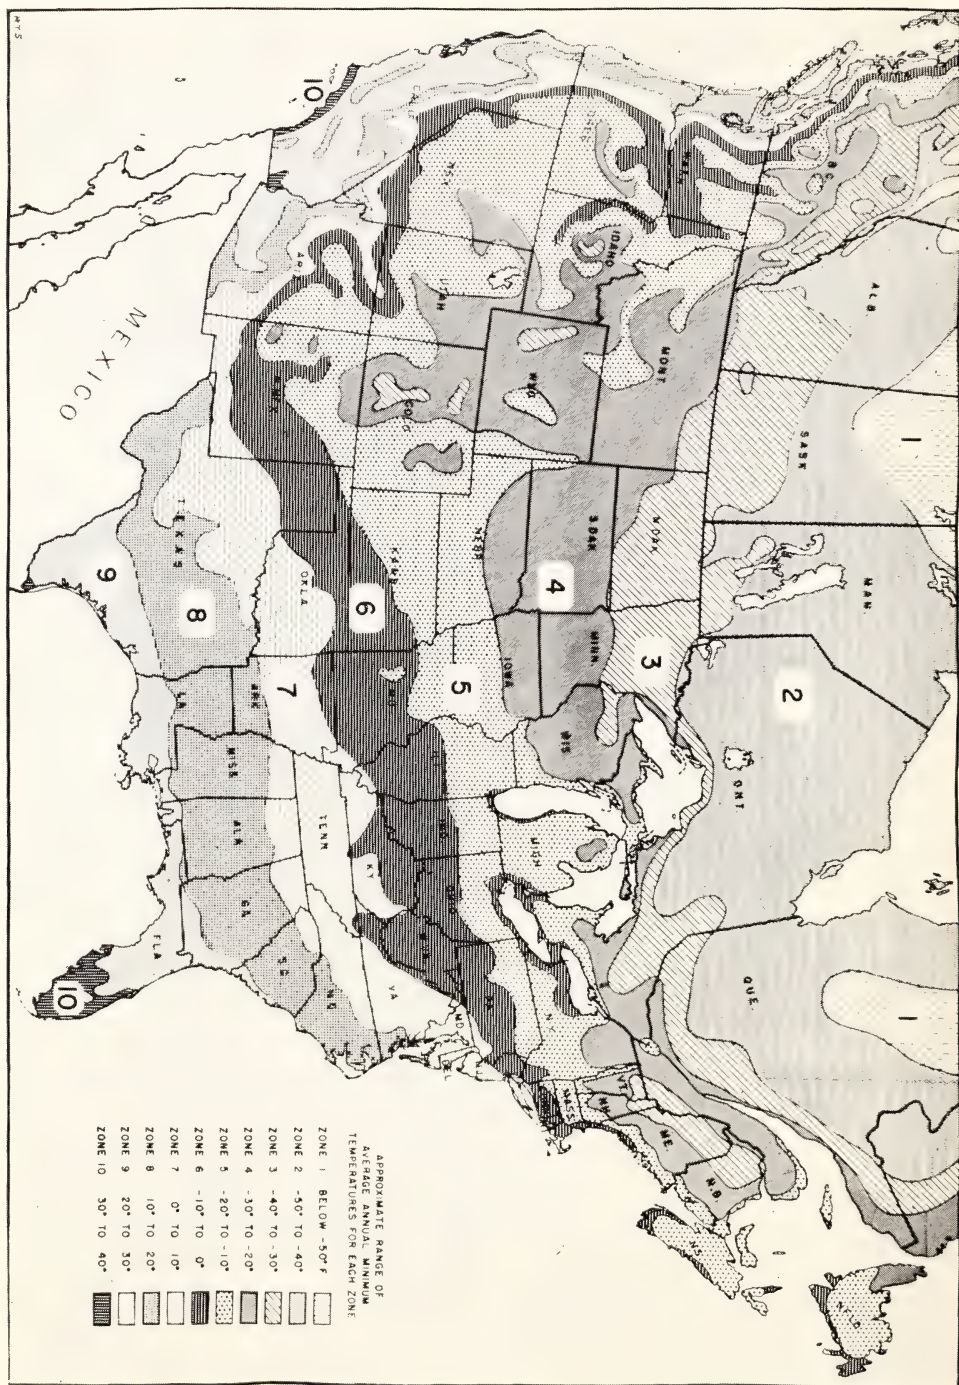 APPROXIMATE RANGE OF
AVERAGE ANNUAL MINIMUM
TEMPERATURES FOR EACH ZONE
ZONE 1 BELOW -50° F
ZONE 2 -50° TO -40°
ZONE 3 -40° TO -30°
ZONE 4 -30° TO -20°
ZONE 5 -20° TO -10°
ZONE 6 -10° TO 0°
ZONE 7 0° TO 10°
ZONE 8 10° TO 20°
ZONE 9 20° TO 30°
ZONE 10 30° TO 40°
B.C.
ALB.
SASK
MAN.
ONT.
QUE.
N.B.
N.S.
NFLD
1
1
2
3
4
5
6
7
8
9
10
10
WASH
IDAHO
MONT
N.DAK
S.DAK
MINN
WIS
MICH
WYO
NEBR
IOWA
UTAH
COLO
KANS
MO
OHIO
PA
N.Y.
VT.
NH
ME
MASS
N.J.
DEL
MD
VA
KY
TENN
N.C.
S.C.
GA
ALA
MISS
LA
ARK
OKLA
TEXAS
N.MEX
ARIZ
NEV
FLA
MEXICO